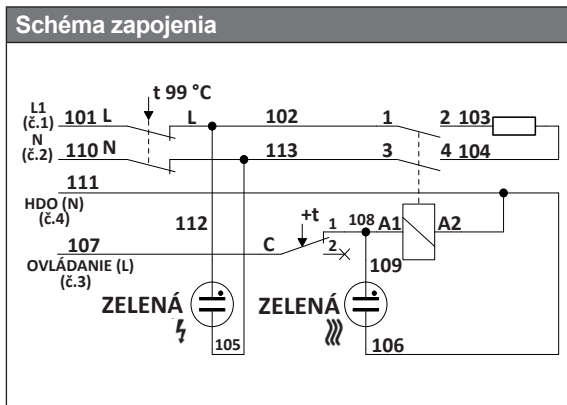 Schéma zapojenia
t 99 °C
L1 (č.1) 101 L L 102 1 2 103
N (č.2) 110 N 113 3 4 104
111
HDO (N) (č.4)
112
+t 1 108 A1 A2
107 C 2
OVLÁDANIE (L) (č.3)
109
ZELENÁ ZELENÁ
105 106